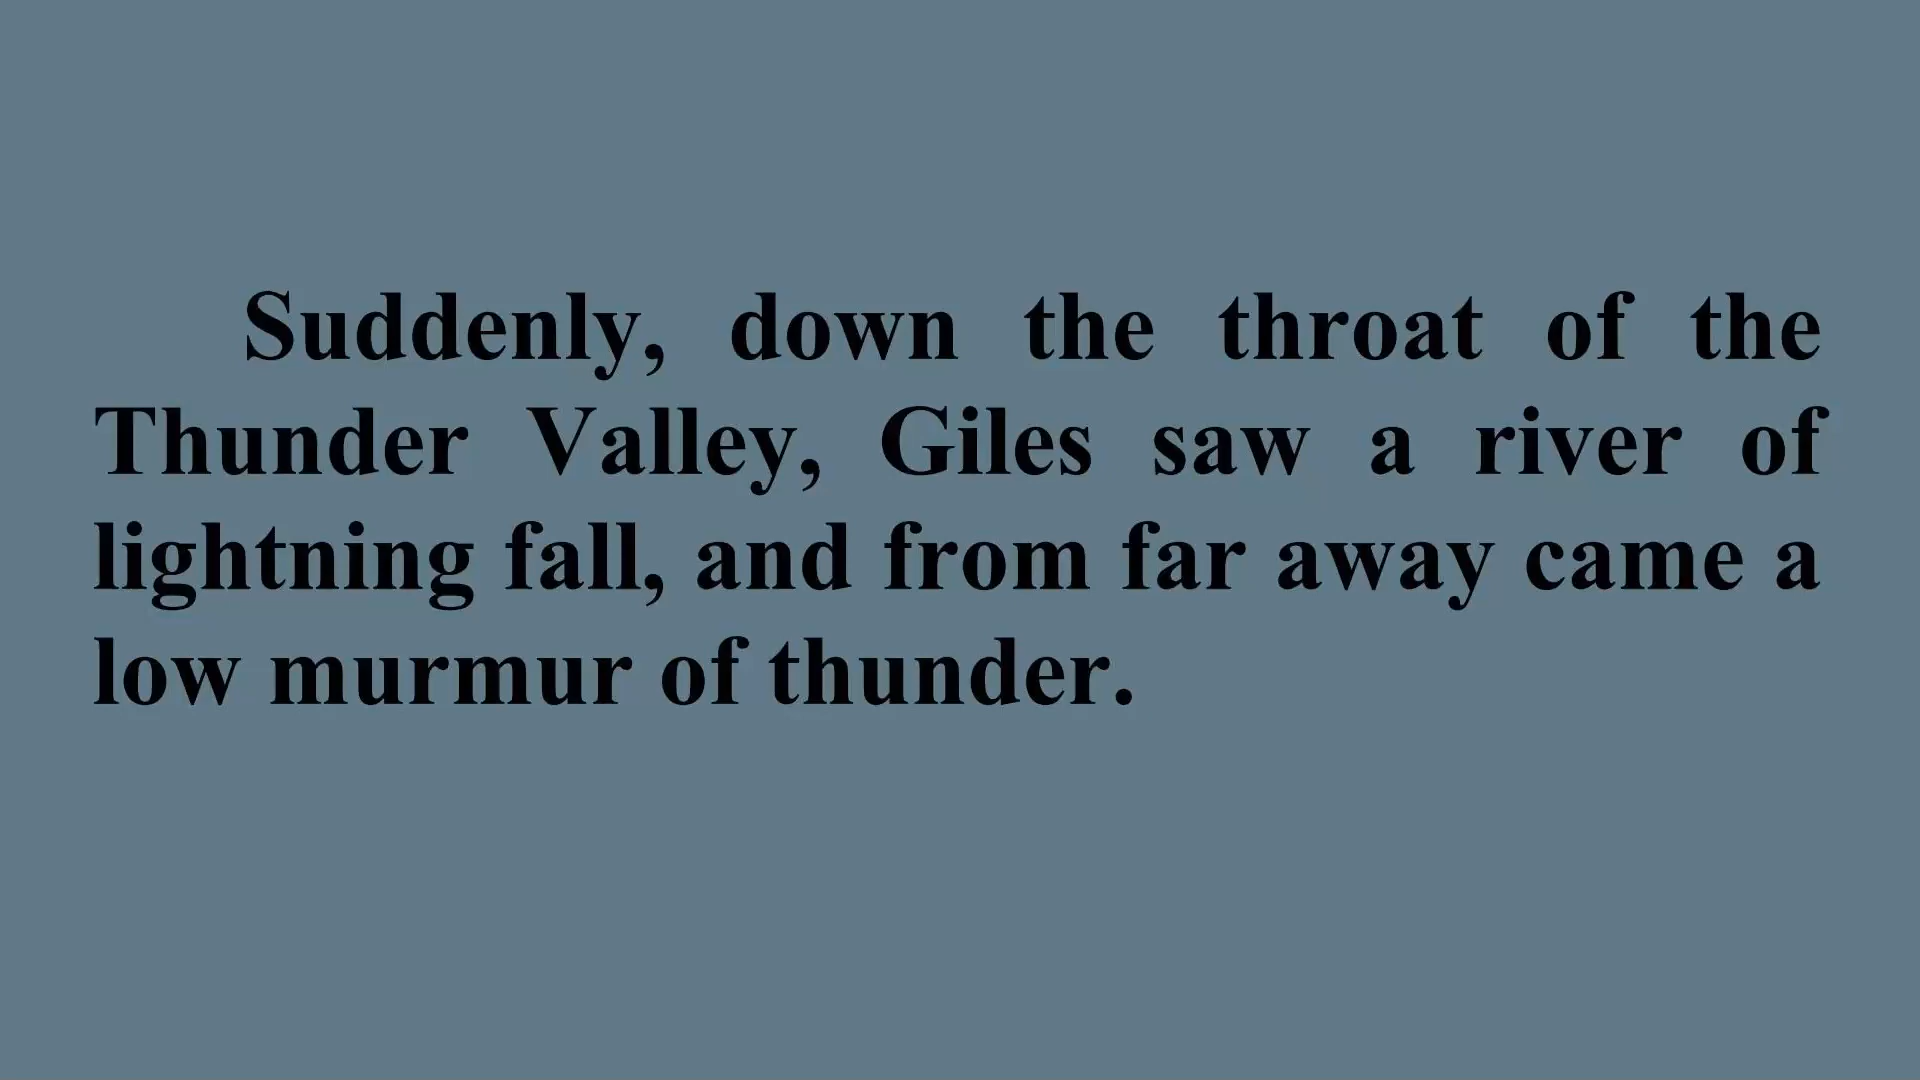 Suddenly, down the throat of the
Thunder Valley, Giles saw a river of
lightning fall, and from far away came a
low murmur of thunder.